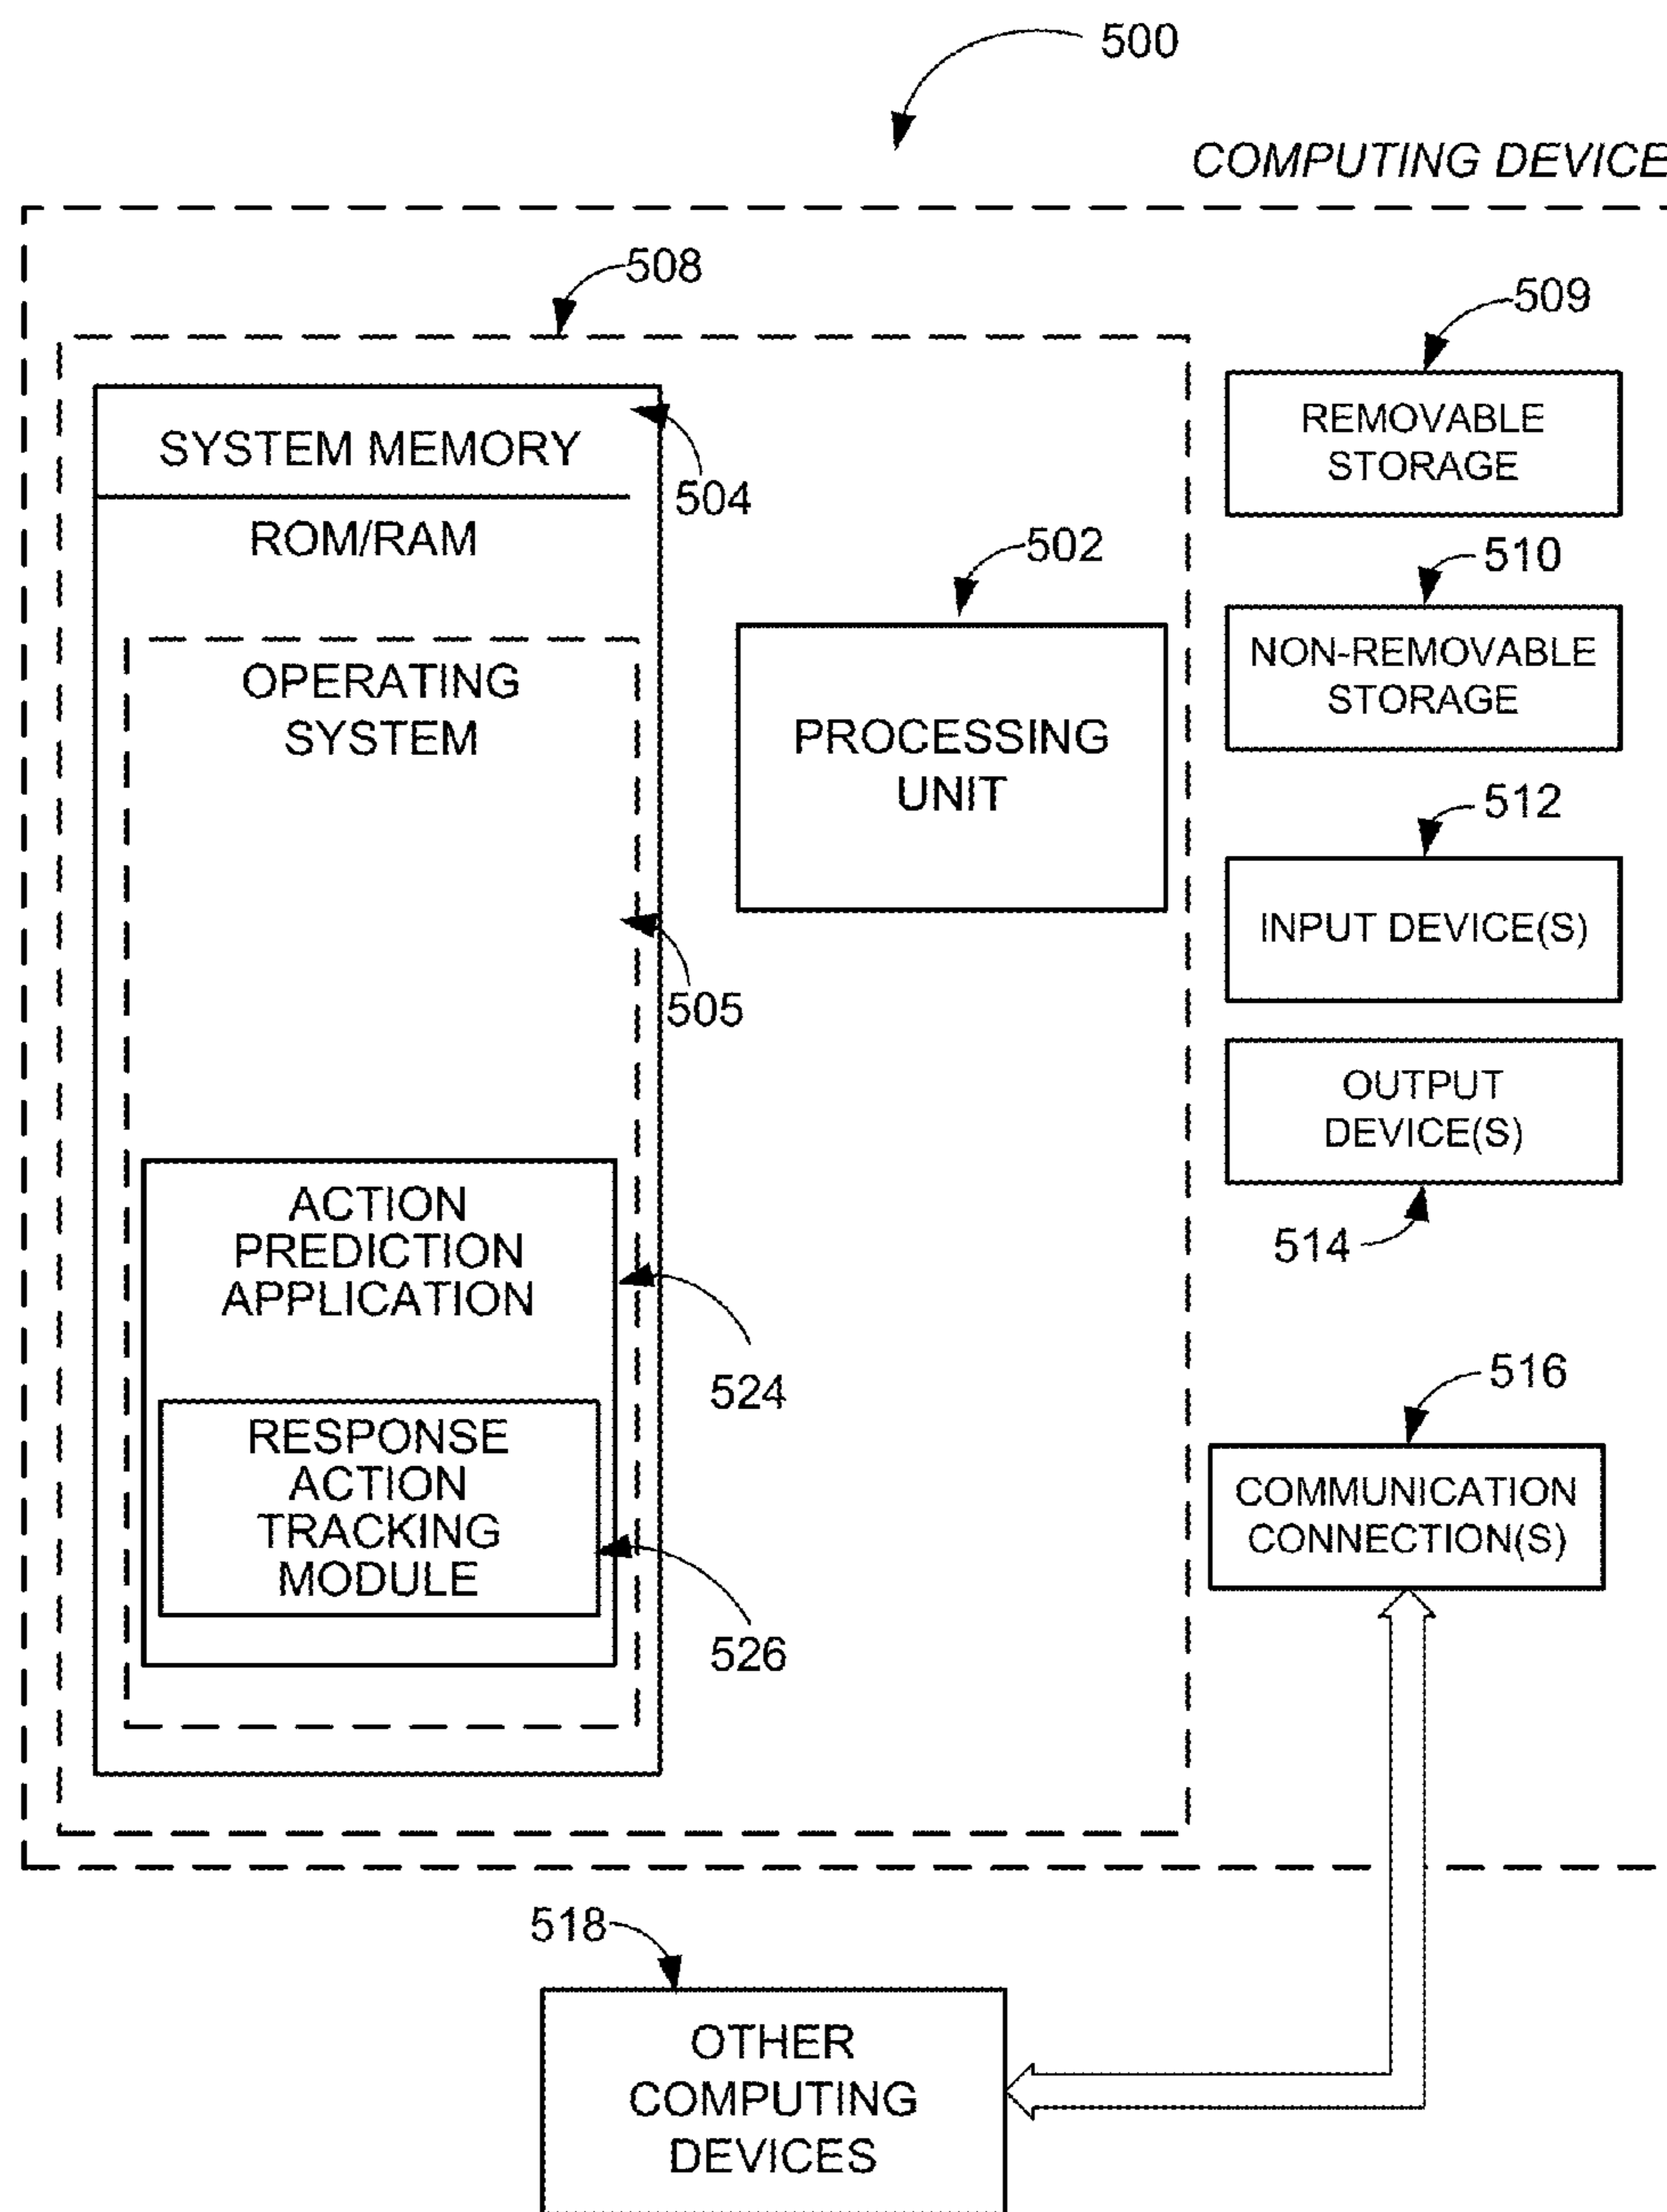 500
COMPUTING DEVICE
508
509
REMOVABLE
STORAGE
SYSTEM MEMORY
504
ROM/RAM
502
510
NON-REMOVABLE
STORAGE
OPERATING
SYSTEM
PROCESSING
UNIT
512
INPUT DEVICE(S)
505
OUTPUT
DEVICE(S)
514
ACTION
PREDICTION
APPLICATION
524
516
RESPONSE
ACTION
TRACKING
MODULE
COMMUNICATION
CONNECTION(S)
526
518
OTHER
COMPUTING
DEVICES